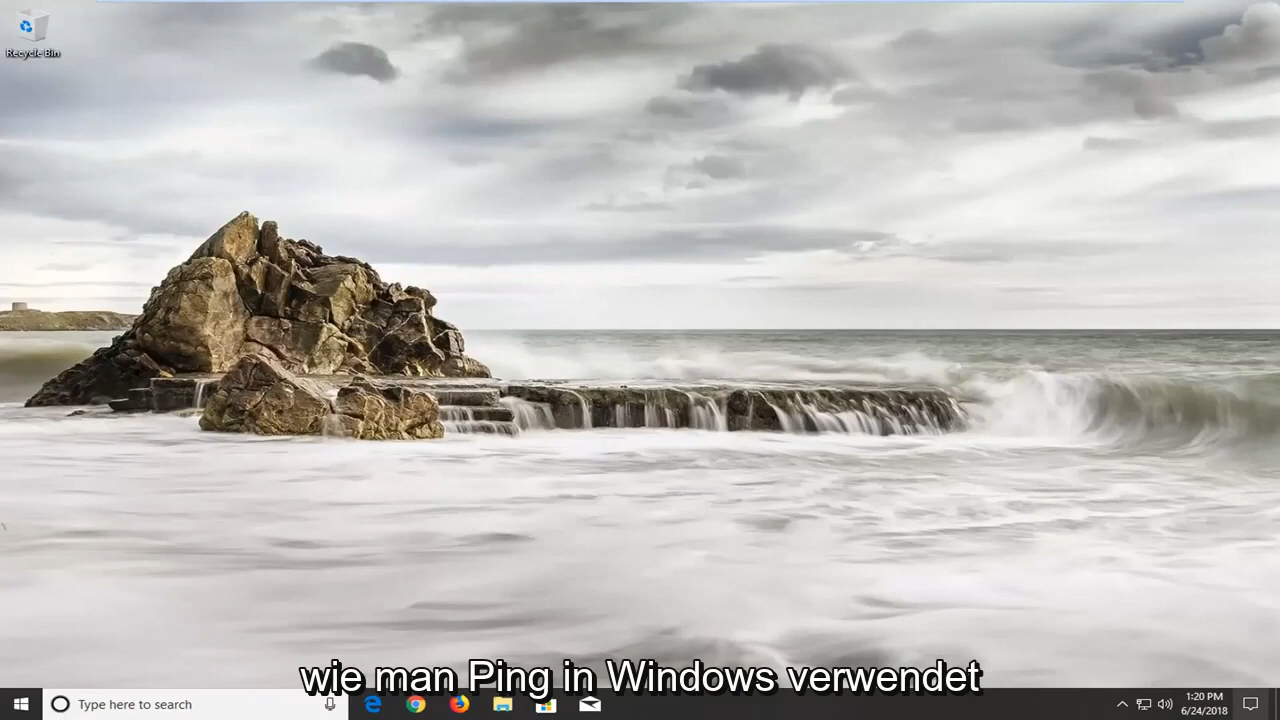 Recycle Bin
wie man Ping in Windows verwendet
Type here to search
1:20 PM
6/24/2018